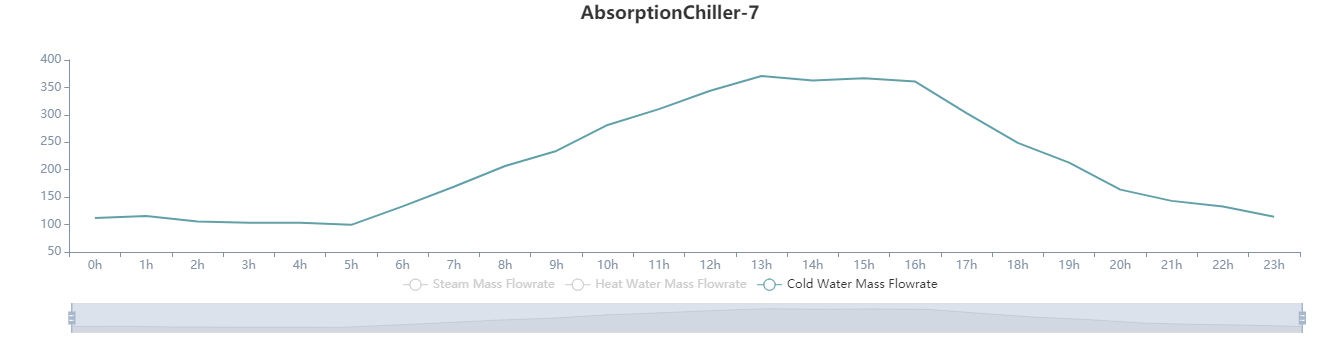 AbsorptionChiller-7
400
350
300
250
200
150
100
50
0h 1h 2h 3h 4h 5h 6h 7h 8h 9h 10h 11h 12h 13h 14h 15h 16h 17h 18h 19h 20h 21h 22h 23h
Steam Mass Flowrate Heat Water Mass Flowrate Cold Water Mass Flowrate